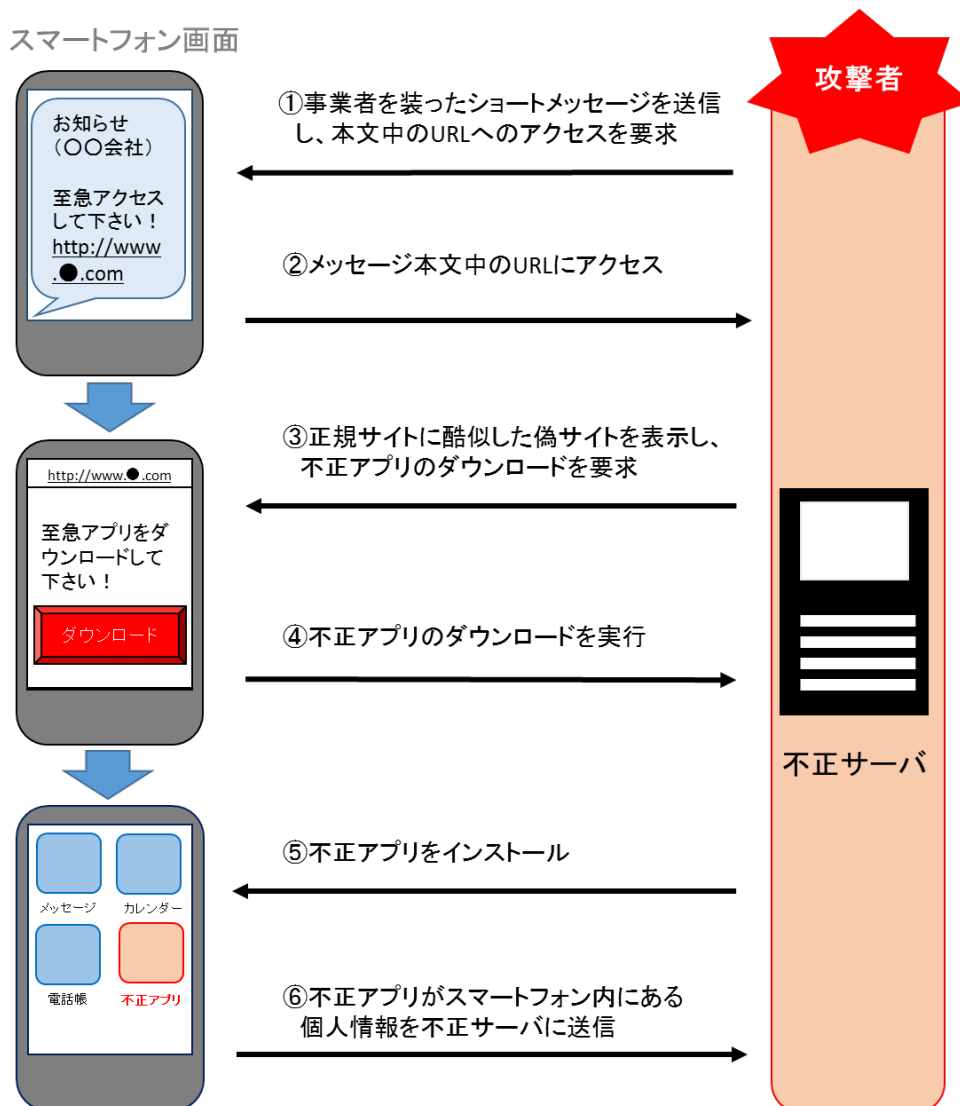 スマートフォン画面
攻撃者
お知らせ
(〇〇会社)
至急アクセス
して下さい！
http://www
.●.com
①事業者を装ったショートメッセージを送信
し、本文中のURLへのアクセスを要求
②メッセージ本文中のURLにアクセス
③正規サイトに酷似した偽サイトを表示し、
不正アプリのダウンロードを要求
http://www.●.com
至急アプリをダ
ウンロードして
下さい！
ダウンロード
④不正アプリのダウンロードを実行
不正サーバ
⑤不正アプリをインストール
メッセージ
カレンダー
電話帳
不正アプリ
⑥不正アプリがスマートフォン内にある
個人情報を不正サーバに送信